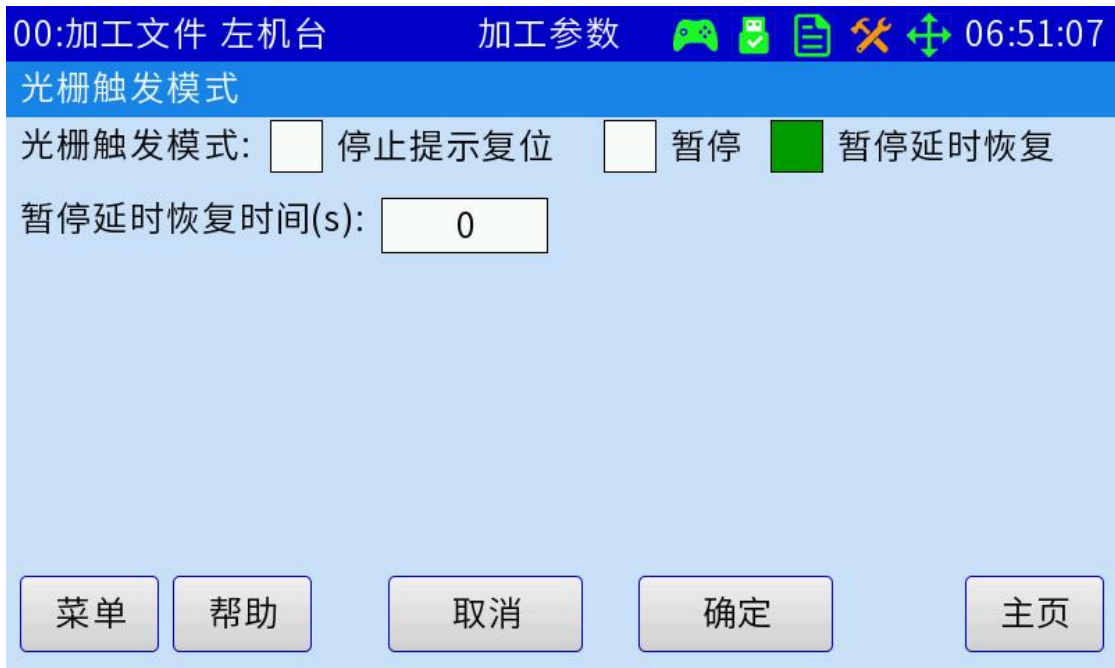 00:加工文件 左机台 加工参数 06:51:07
光栅触发模式
光栅触发模式: 停止提示复位 暂停 暂停延时恢复
暂停延时恢复时间(s): 0
菜单 帮助 取消 确定 主页